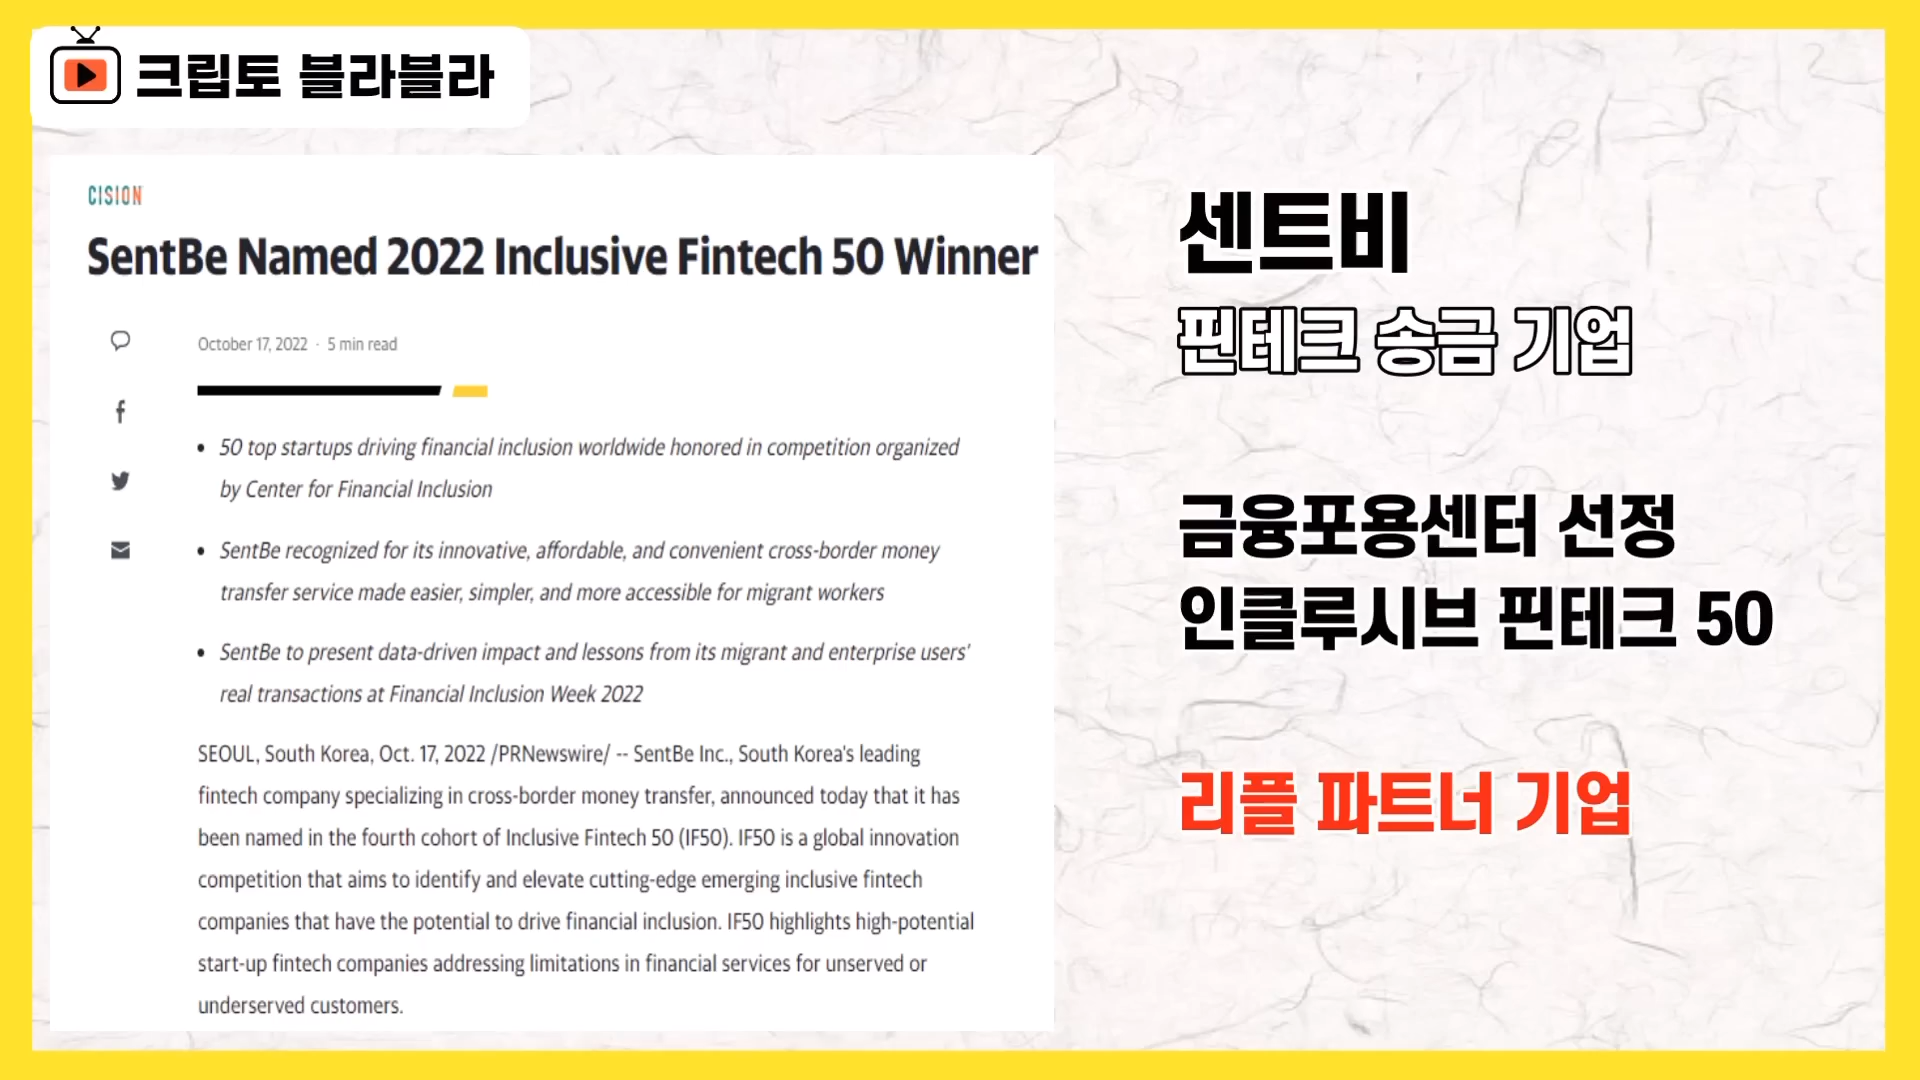 크립토 블라블라
CISION
SentBe Named 2022 Inclusive Fintech 50 Winner
October 17, 2022 · 5 min read
• 50 top startups driving financial inclusion worldwide honored in competition organized
by Center for Financial Inclusion
• SentBe recognized for its innovative, affordable, and convenient cross-border money
transfer service made easier, simpler, and more accessible for migrant workers
• SentBe to present data-driven impact and lessons from its migrant and enterprise users'
real transactions at Financial Inclusion Week 2022
SEOUL, South Korea, Oct. 17, 2022 /PRNewswire/ -- SentBe Inc., South Korea's leading
fintech company specializing in cross-border money transfer, announced today that it has
been named in the fourth cohort of Inclusive Fintech 50 (IF50). IF50 is a global innovation
competition that aims to identify and elevate cutting-edge emerging inclusive fintech
companies that have the potential to drive financial inclusion. IF50 highlights high-potential
start-up fintech companies addressing limitations in financial services for unserved or
underserved customers.
센트비
핀테크 송금 기업
금융포용센터 선정
인클루시브 핀테크 50
리플 파트너 기업